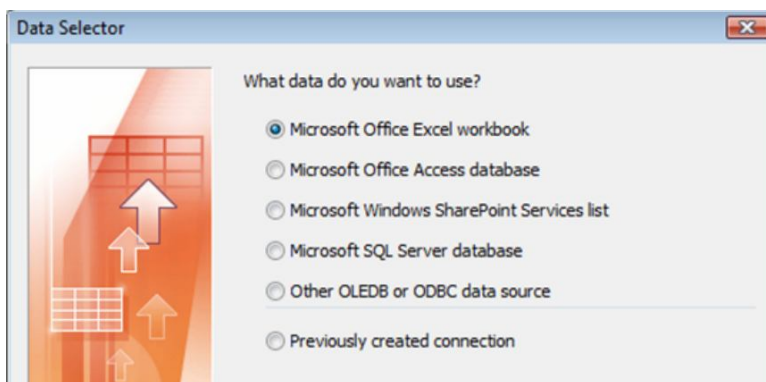 Data Selector
What data do you want to use?
Microsoft Office Excel workbook
Microsoft Office Access database
Microsoft Windows SharePoint Services list
Microsoft SQL Server database
Other OLEDB or ODBC data source
Previously created connection